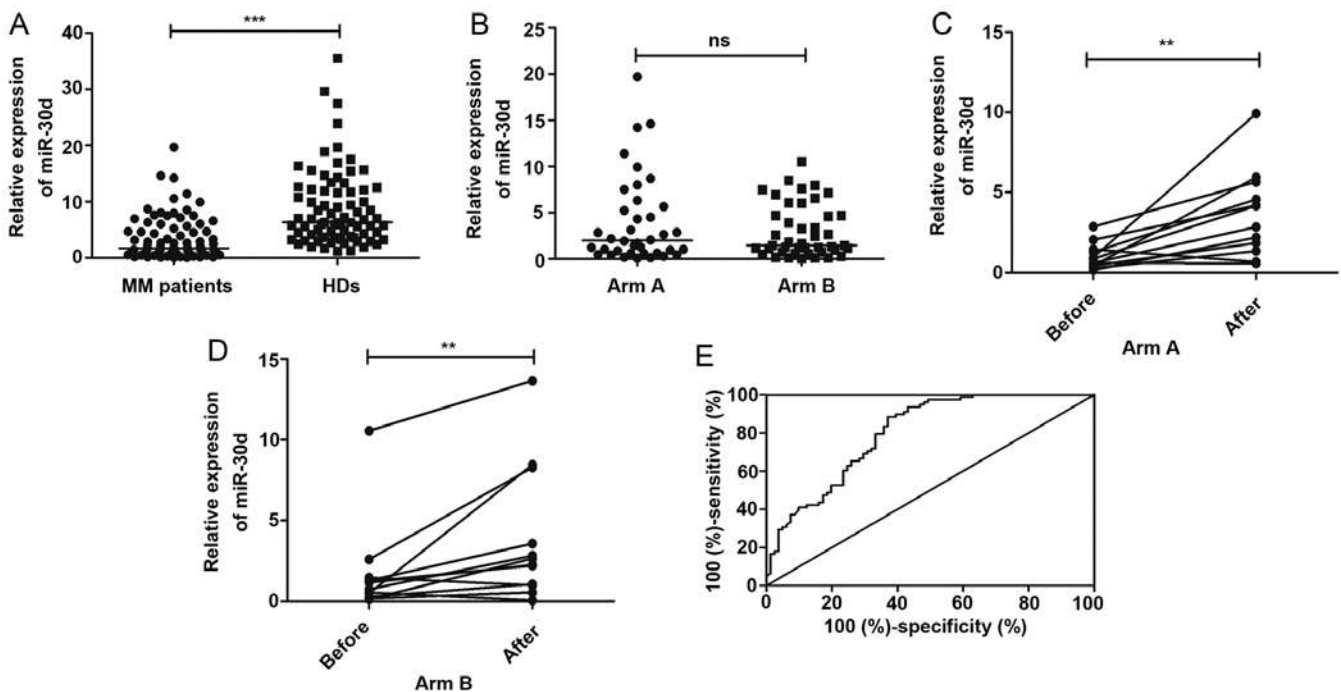 A
Relative expression
of miR-30d
40
30
20
10
0
***
MM patients
HDs
B
Relative expression
of miR-30d
25
20
15
10
5
0
ns
Arm A
Arm B
C
Relative expression
of miR-30d
15
10
5
0
**
Before
After
Arm A
D
Relative expression
of miR-30d
15
10
5
0
**
Before
After
Arm B
E
100 (%)-sensitivity (%)
100
80
60
40
20
0
0
20
40
60
80
100
100 (%)-specificity (%)